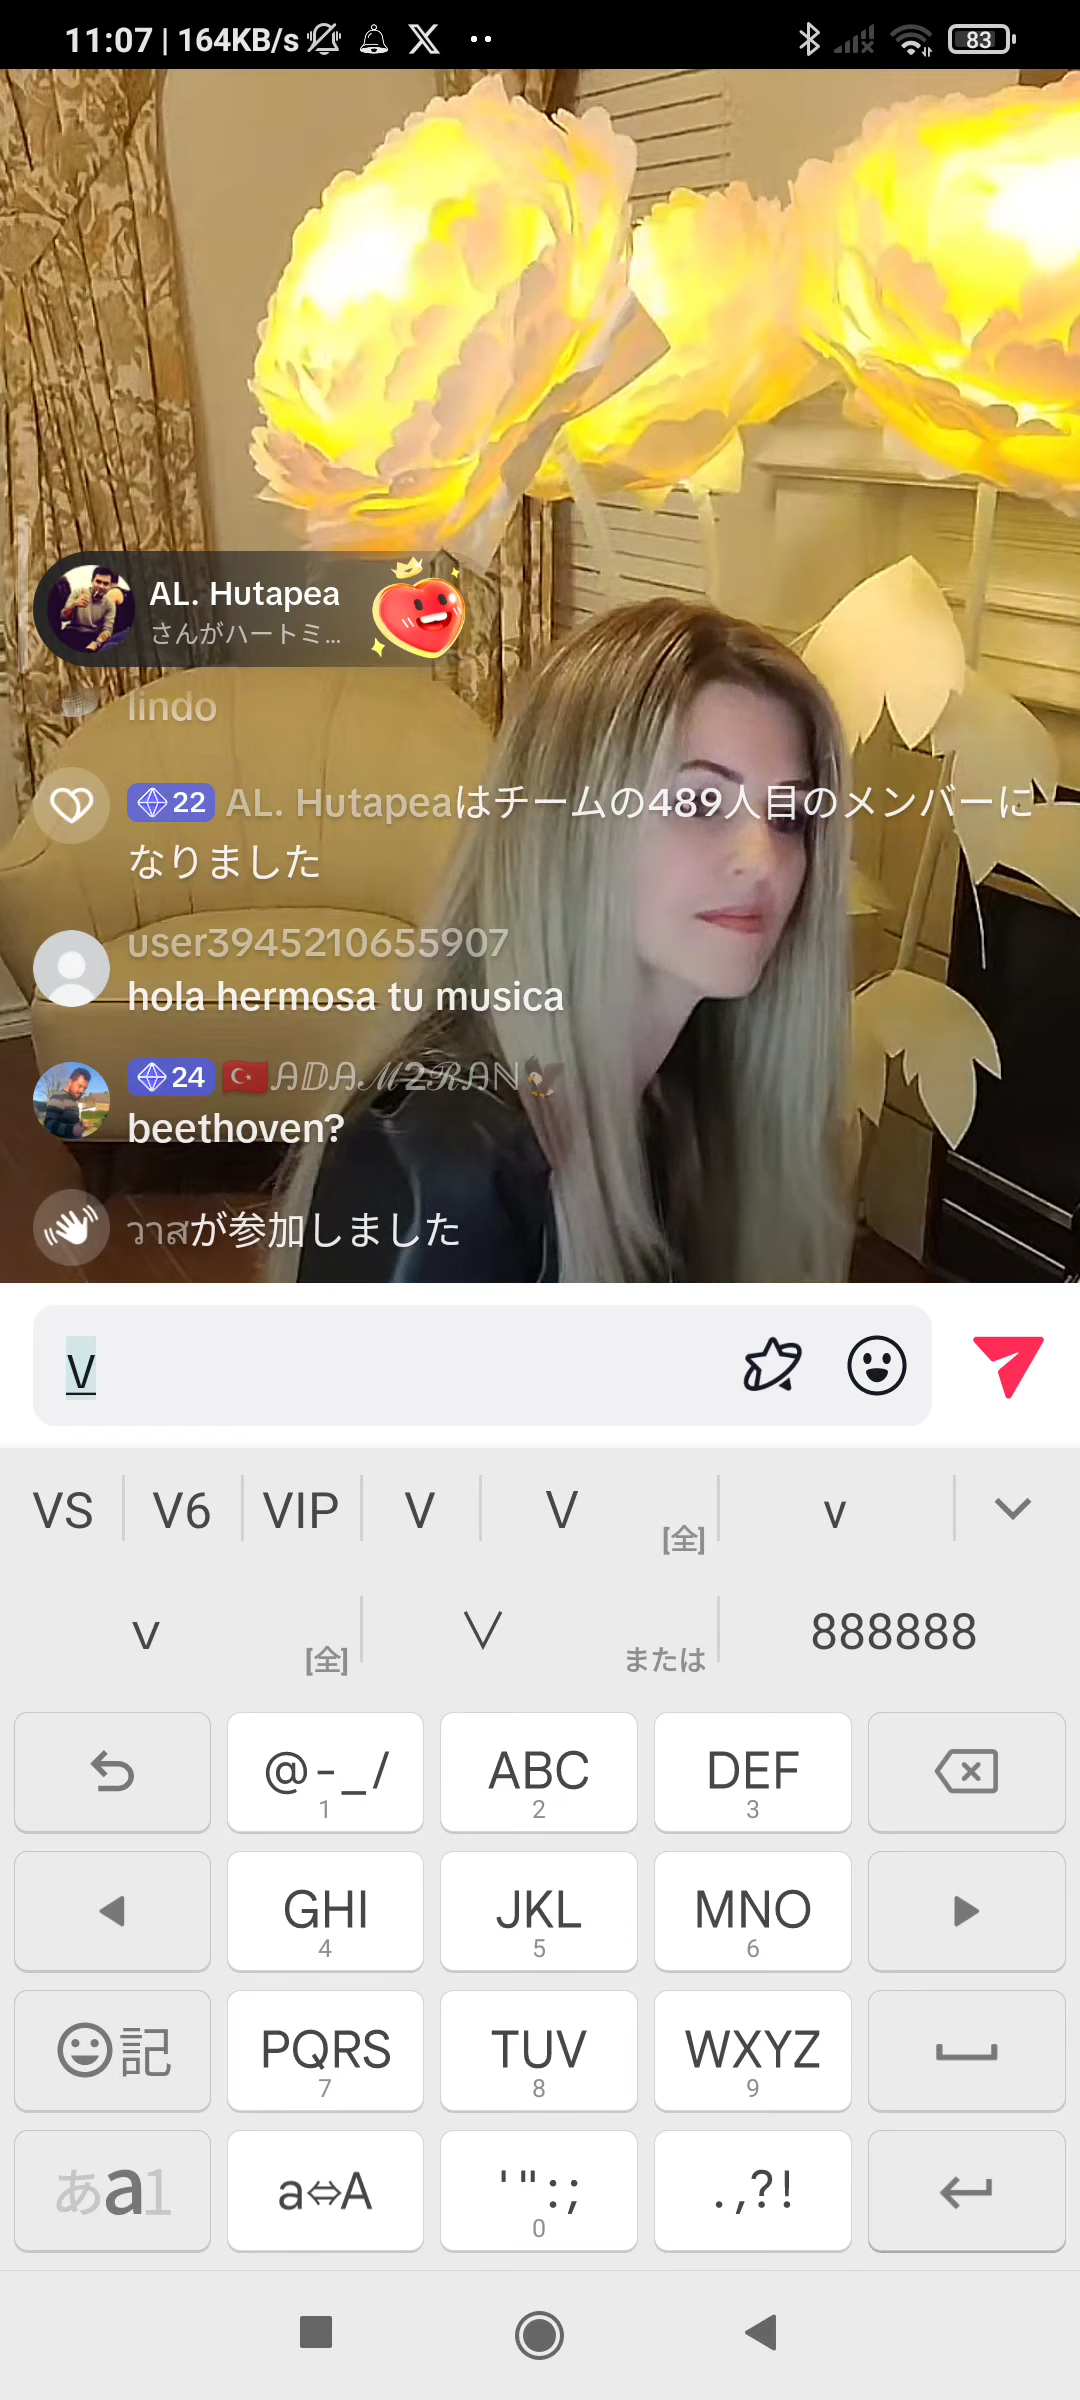 11:07 | 164KB/s
83
AL. Hutapea
さんがハートミ...
lindo
22 AL. Hutapeaはチームの489人目のメンバーに
なりました
user3945210655907
hola hermosa tu musica
24 🇹🇷ᎯⅅᎯℳ2ℛᎯN🦅
beethoven?
วาสが参加しました
V
VS V6 VIP V V [全] v
v [全] ∨ または 888888
@-_/ ABC DEF
1 2 3
GHI JKL MNO
4 5 6
記 PQRS TUV WXYZ
7 8 9
あa1 a⇔A '":; .,?!
0